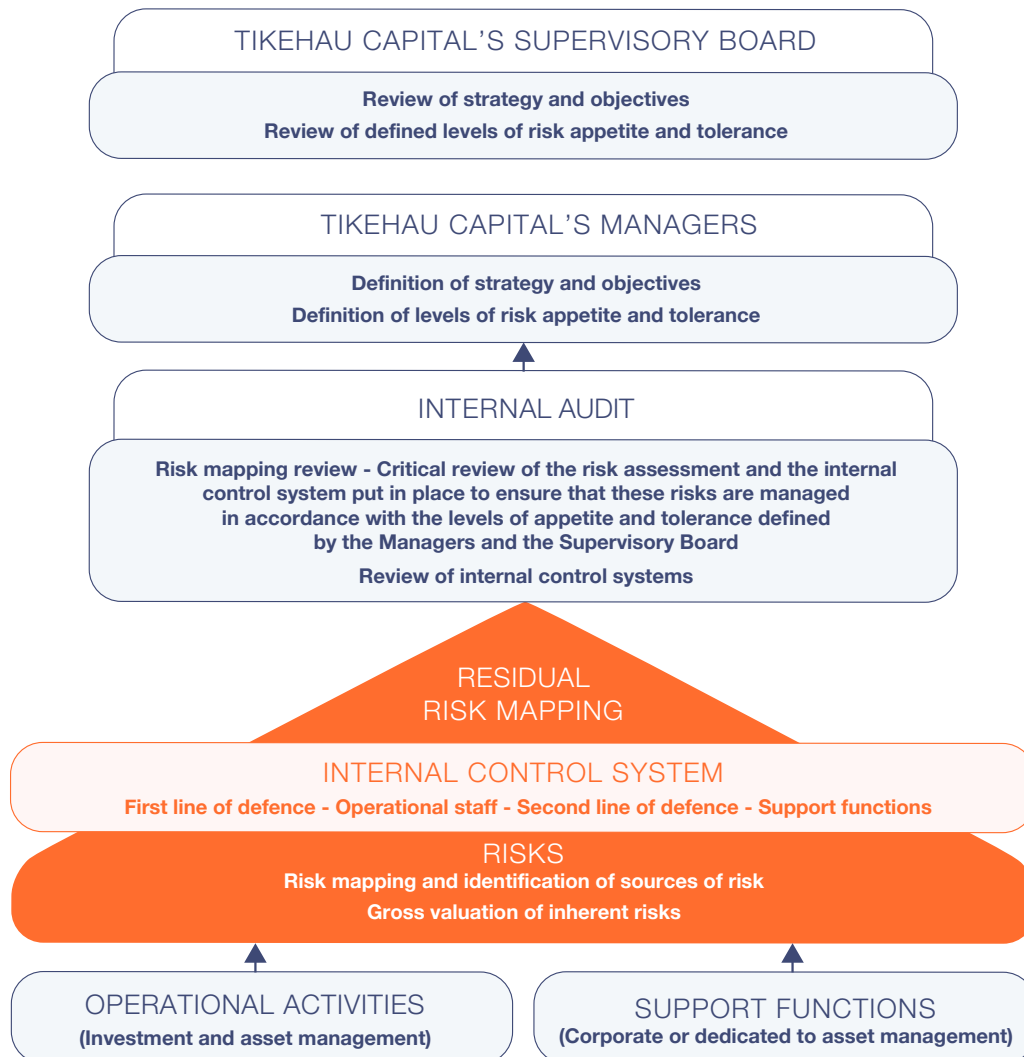 TIKEHAU CAPITAL'S SUPERVISORY BOARD
Review of strategy and objectives
Review of defined levels of risk appetite and tolerance
TIKEHAU CAPITAL'S MANAGERS
Definition of strategy and objectives
Definition of levels of risk appetite and tolerance
INTERNAL AUDIT
Risk mapping review - Critical review of the risk assessment and the internal
control system put in place to ensure that these risks are managed
in accordance with the levels of appetite and tolerance defined
by the Managers and the Supervisory Board
Review of internal control systems
RESIDUAL
RISK MAPPING
INTERNAL CONTROL SYSTEM
First line of defence - Operational staff - Second line of defence - Support functions
RISKS
Risk mapping and identification of sources of risk
Gross valuation of inherent risks
OPERATIONAL ACTIVITIES
(Investment and asset management)
SUPPORT FUNCTIONS
(Corporate or dedicated to asset management)